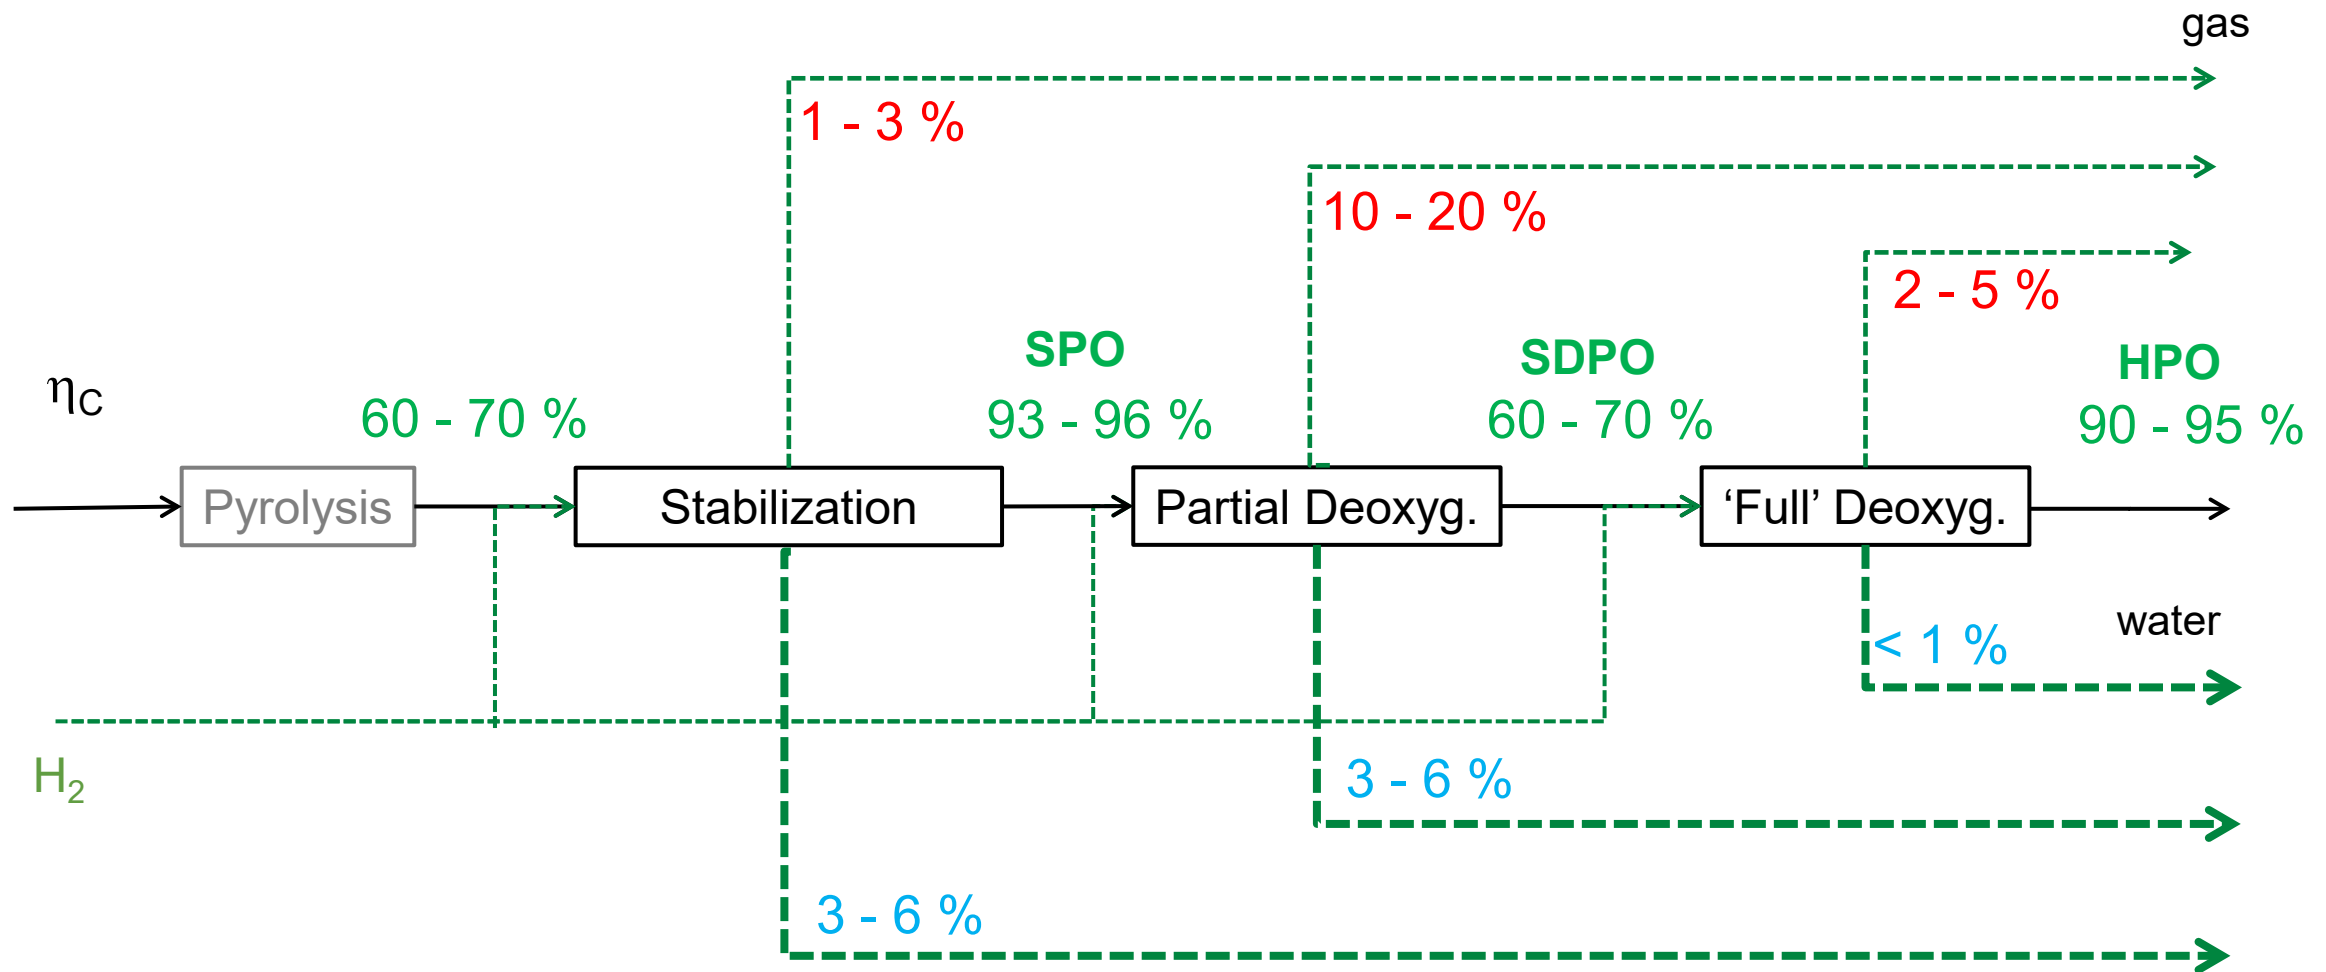 gas
1 - 3 %
10 - 20 %
2 - 5 %
SPO
SDPO
HPO
η_C
60 - 70 %
93 - 96 %
60 - 70 %
90 - 95 %
Pyrolysis
Stabilization
Partial Deoxyg.
‘Full’ Deoxyg.
water
< 1 %
H₂
3 - 6 %
3 - 6 %